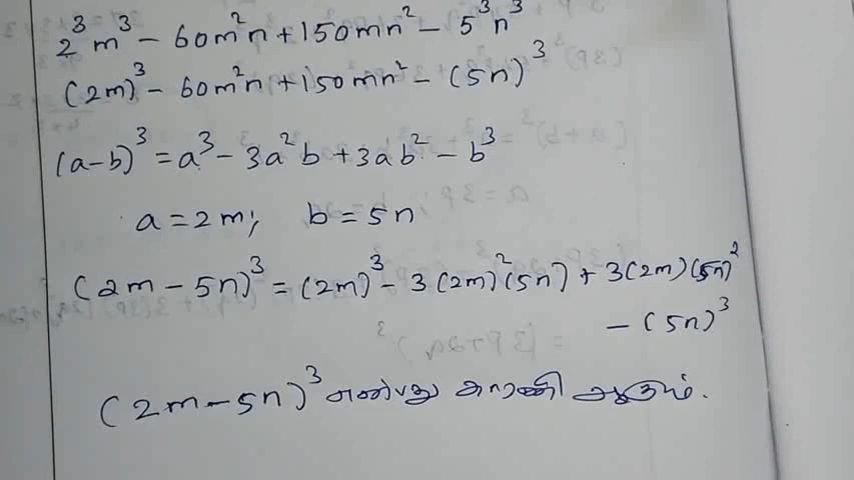 2³m³ - 60m²n + 150mn² - 5³n³
(2m)³ - 60m²n + 150mn² - (5n)³
(a-b)³ = a³ - 3a²b + 3ab² - b³
a = 2m; b = 5n
(2m - 5n)³ = (2m)³ - 3(2m)²(5n) + 3(2m)(5n)²
- (5n)³
(2m - 5n)³ என்பது காரணி ஆகும்.